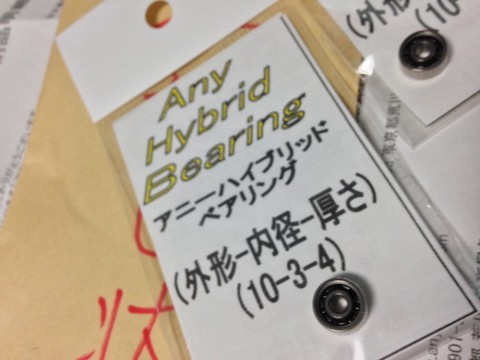 Any
Hybrid
Bearing
アニーハイブリッド
ベアリング
(外形-内径-厚さ)
(10-3-4)
(外形
(10-